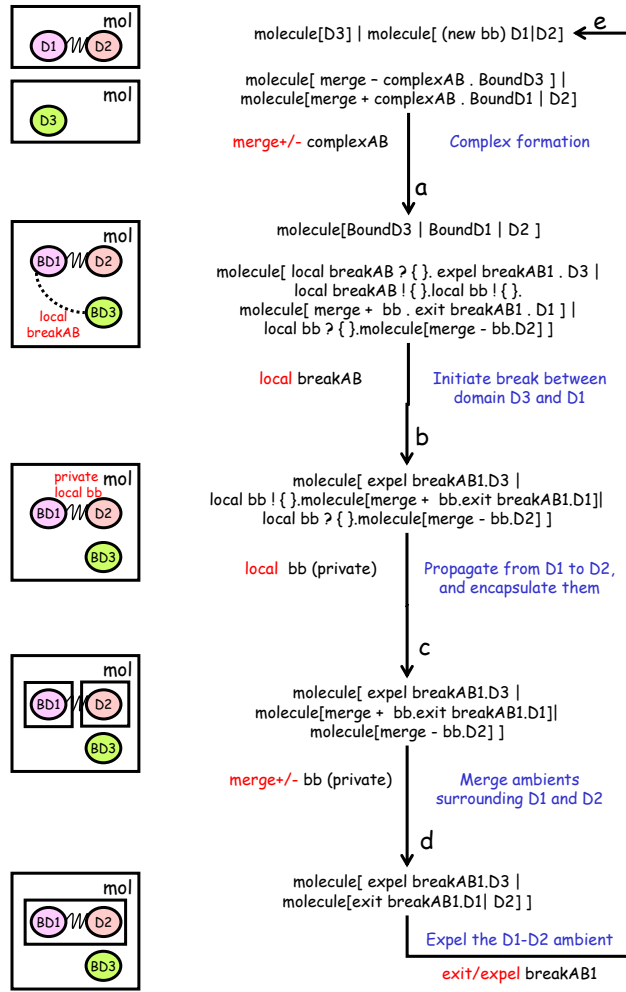 mol
D1
D2
mol
D3
molecule[D3] | molecule[ (new bb) D1|D2]
e
molecule[ merge – complexAB . BoundD3 ] |
molecule[merge + complexAB . BoundD1 | D2]
merge+/- complexAB
Complex formation
a
mol
BD1
D2
BD3
local
breakAB
molecule[BoundD3 | BoundD1 | D2 ]
molecule[ local breakAB ? { }. expel breakAB1 . D3 |
local breakAB ! { }.local bb ! { }.
molecule[ merge + bb . exit breakAB1 . D1 ] |
local bb ? { }.molecule[merge - bb.D2] ]
local breakAB
Initiate break between
domain D3 and D1
b
mol
private
local bb
BD1
D2
BD3
molecule[ expel breakAB1.D3 |
local bb ! { }.molecule[merge + bb.exit breakAB1.D1]|
local bb ? { }.molecule[merge - bb.D2] ]
local bb (private)
Propagate from D1 to D2,
and encapsulate them
c
mol
BD1
D2
BD3
molecule[ expel breakAB1.D3 |
molecule[merge + bb.exit breakAB1.D1]|
molecule[merge - bb.D2] ]
merge+/- bb (private)
Merge ambients
surrounding D1 and D2
d
mol
BD1
D2
BD3
molecule[ expel breakAB1.D3 |
molecule[exit breakAB1.D1| D2] ]
Expel the D1-D2 ambient
exit/expel breakAB1